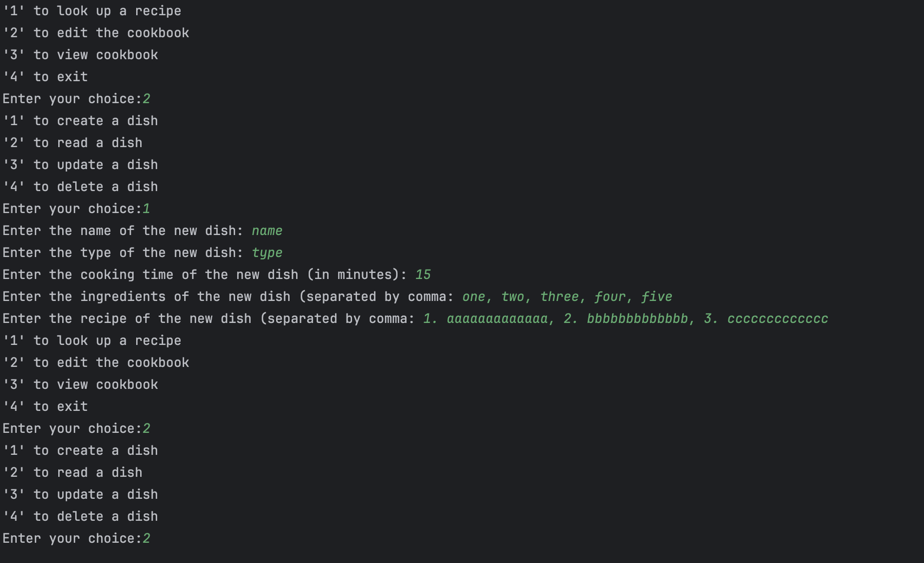 '1' to look up a recipe
'2' to edit the cookbook
'3' to view cookbook
'4' to exit
Enter your choice:2
'1' to create a dish
'2' to read a dish
'3' to update a dish
'4' to delete a dish
Enter your choice:1
Enter the name of the new dish: name
Enter the type of the new dish: type
Enter the cooking time of the new dish (in minutes): 15
Enter the ingredients of the new dish (separated by comma: one, two, three, four, five
Enter the recipe of the new dish (separated by comma: 1. aaaaaaaaaaaaa, 2. bbbbbbbbbbbbb, 3. ccccccccccccc
'1' to look up a recipe
'2' to edit the cookbook
'3' to view cookbook
'4' to exit
Enter your choice:2
'1' to create a dish
'2' to read a dish
'3' to update a dish
'4' to delete a dish
Enter your choice:2